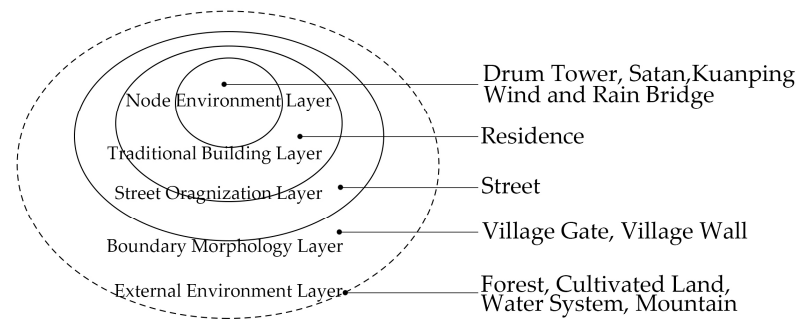 Drum Tower, Satan,Kuanping
Wind and Rain Bridge
Node Environment Layer
Residence
Traditional Building Layer
Street
Street Oragnization Layer
Village Gate, Village Wall
Boundary Morphology Layer
Forest, Cultivated Land,
Water System, Mountain
External Environment Layer